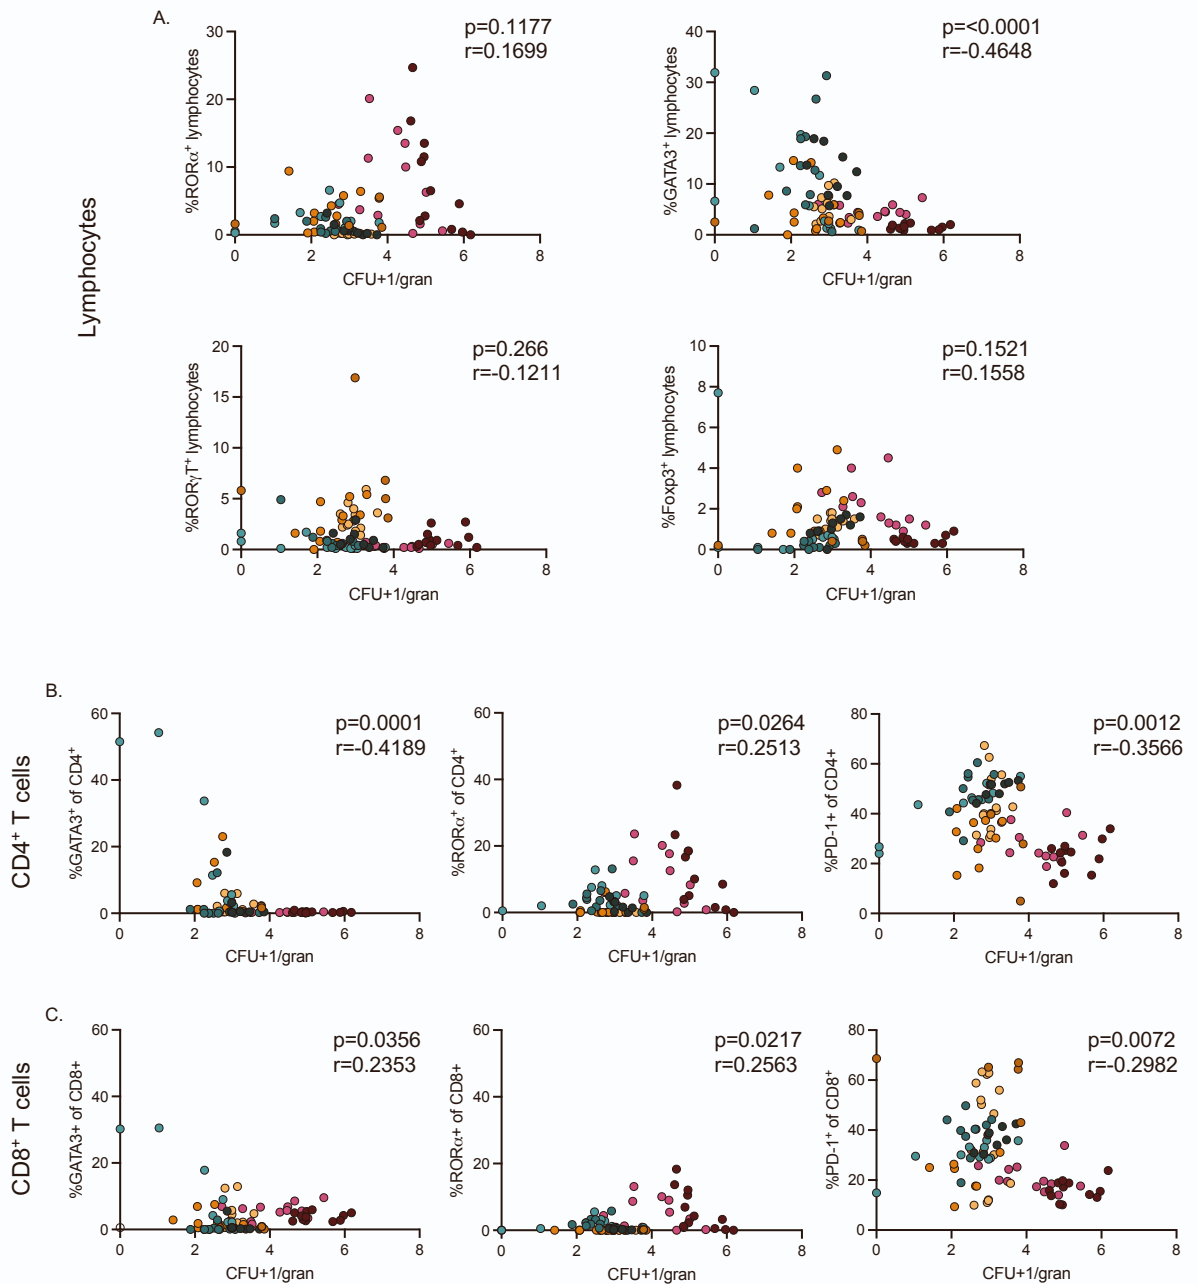 A.
Lymphocytes
p=0.1177
r=0.1699
%RORα⁺ lymphocytes
30
20
10
0
0 2 4 6 8
CFU+1/gran
p=<0.0001
r=-0.4648
%GATA3⁺ lymphocytes
40
30
20
10
0
0 2 4 6 8
CFU+1/gran
p=0.266
r=-0.1211
%RORγT⁺ lymphocytes
20
15
10
5
0
0 2 4 6 8
CFU+1/gran
p=0.1521
r=0.1558
%Foxp3⁺ lymphocytes
10
8
6
4
2
0
0 2 4 6 8
CFU+1/gran
B.
CD4⁺ T cells
p=0.0001
r=-0.4189
%GATA3⁺ of CD4⁺
60
40
20
0
0 2 4 6 8
CFU+1/gran
p=0.0264
r=0.2513
%RORα⁺ of CD4⁺
60
40
20
0
0 2 4 6 8
CFU+1/gran
p=0.0012
r=-0.3566
%PD-1+ of CD4+
80
60
40
20
0
0 2 4 6 8
CFU+1/gran
C.
CD8⁺ T cells
p=0.0356
r=0.2353
%GATA3+ of CD8+
60
40
20
0
0 2 4 6 8
CFU+1/gran
p=0.0217
r=0.2563
%RORα+ of CD8+
60
40
20
0
0 2 4 6 8
CFU+1/gran
p=0.0072
r=-0.2982
%PD-1⁺ of CD8⁺
80
60
40
20
0
0 2 4 6 8
CFU+1/gran